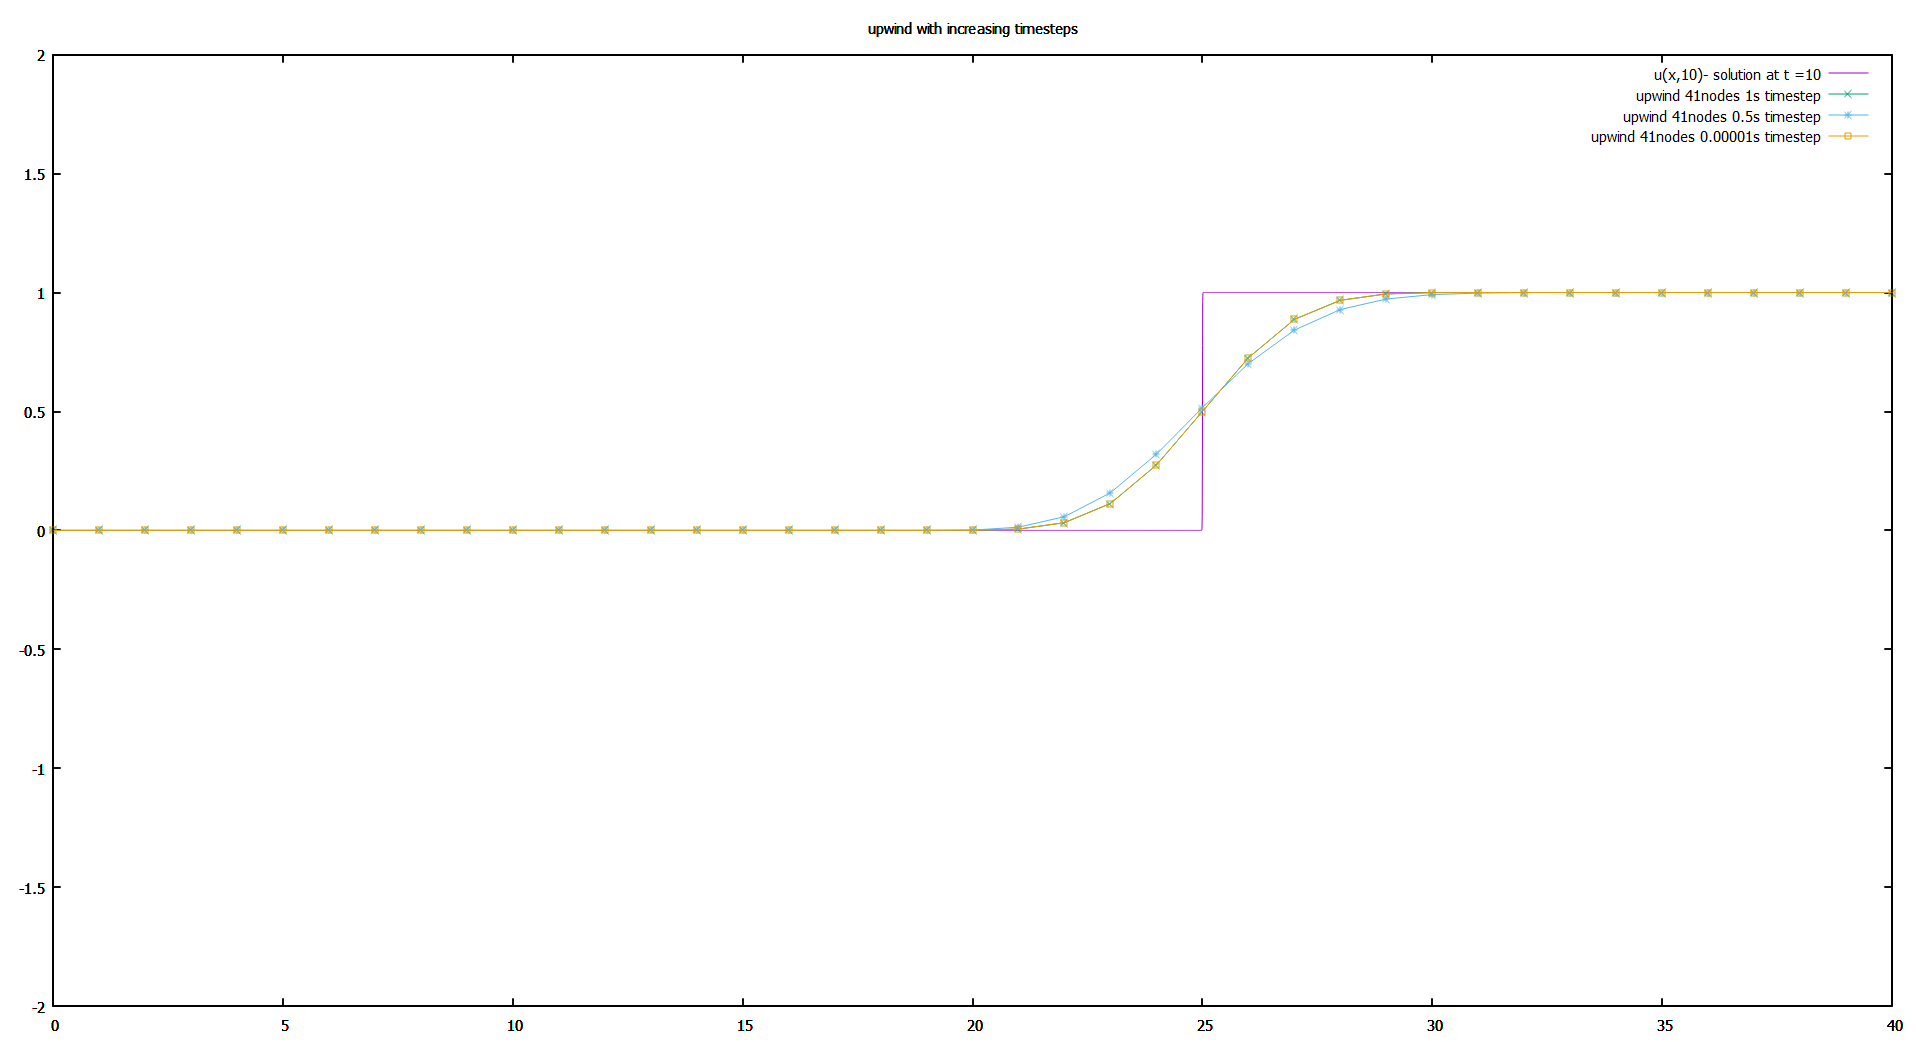 upwind with increasing timesteps
u(x,10)- solution at t =10
upwind 41nodes 1s timestep
upwind 41nodes 0.5s timestep
upwind 41nodes 0.00001s timestep
2
1.5
1
0.5
0
-0.5
-1
-1.5
-2
0 5 10 15 20 25 30 35 40